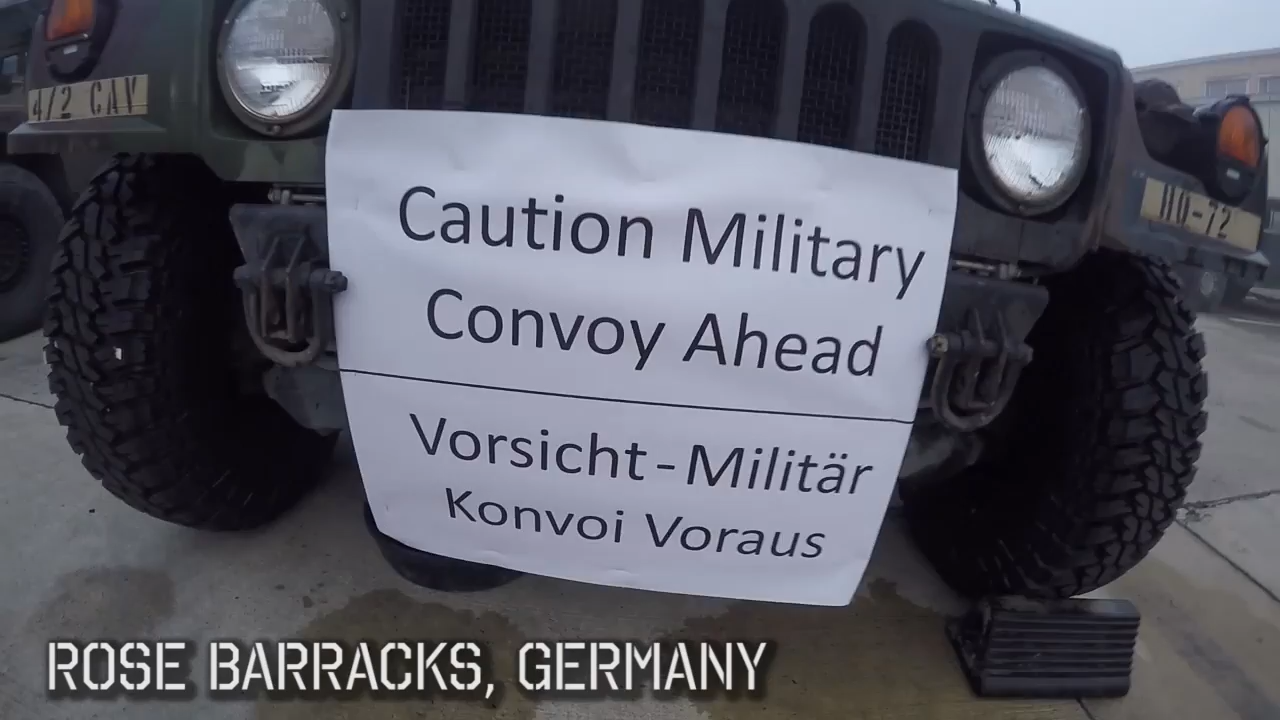 4/2 CAV
HQ-72
Caution Military
Convoy Ahead
Vorsicht-Militär
Konvoi Voraus
ROSE BARRACKS, GERMANY